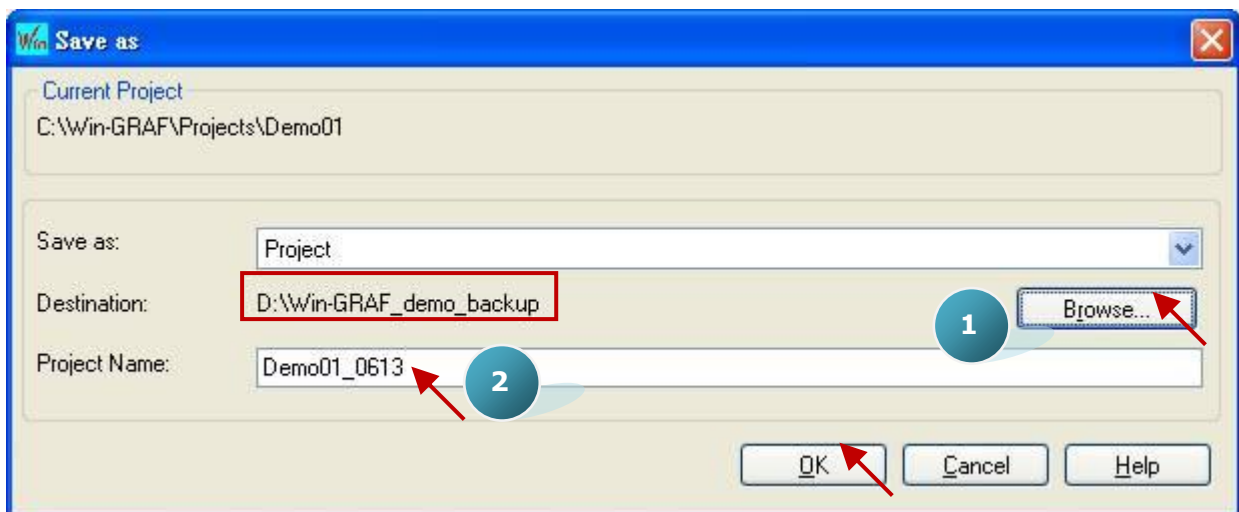 Win Save as
Current Project
C:\Win-GRAF\Projects\Demo01
Save as: Project
Destination: D:\Win-GRAF_demo_backup 1 Browse...
Project Name: Demo01_0613 2
OK Cancel Help